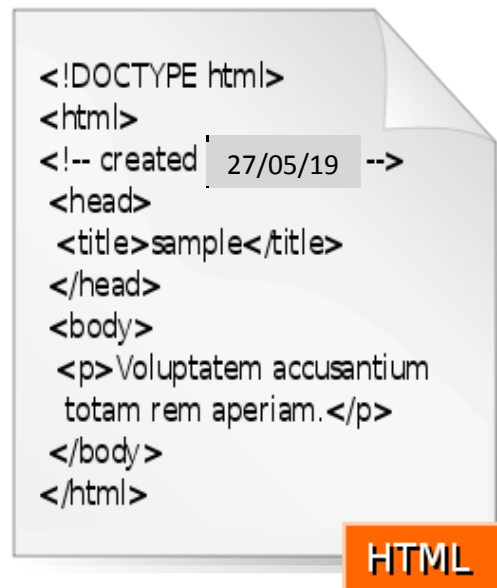 <!DOCTYPE html>
<html>
<!-- created 27/05/19 -->
<head>
<title>sample</title>
</head>
<body>
<p>Voluptatem accusantium
totam rem aperiam.</p>
</body>
</html>
HTML